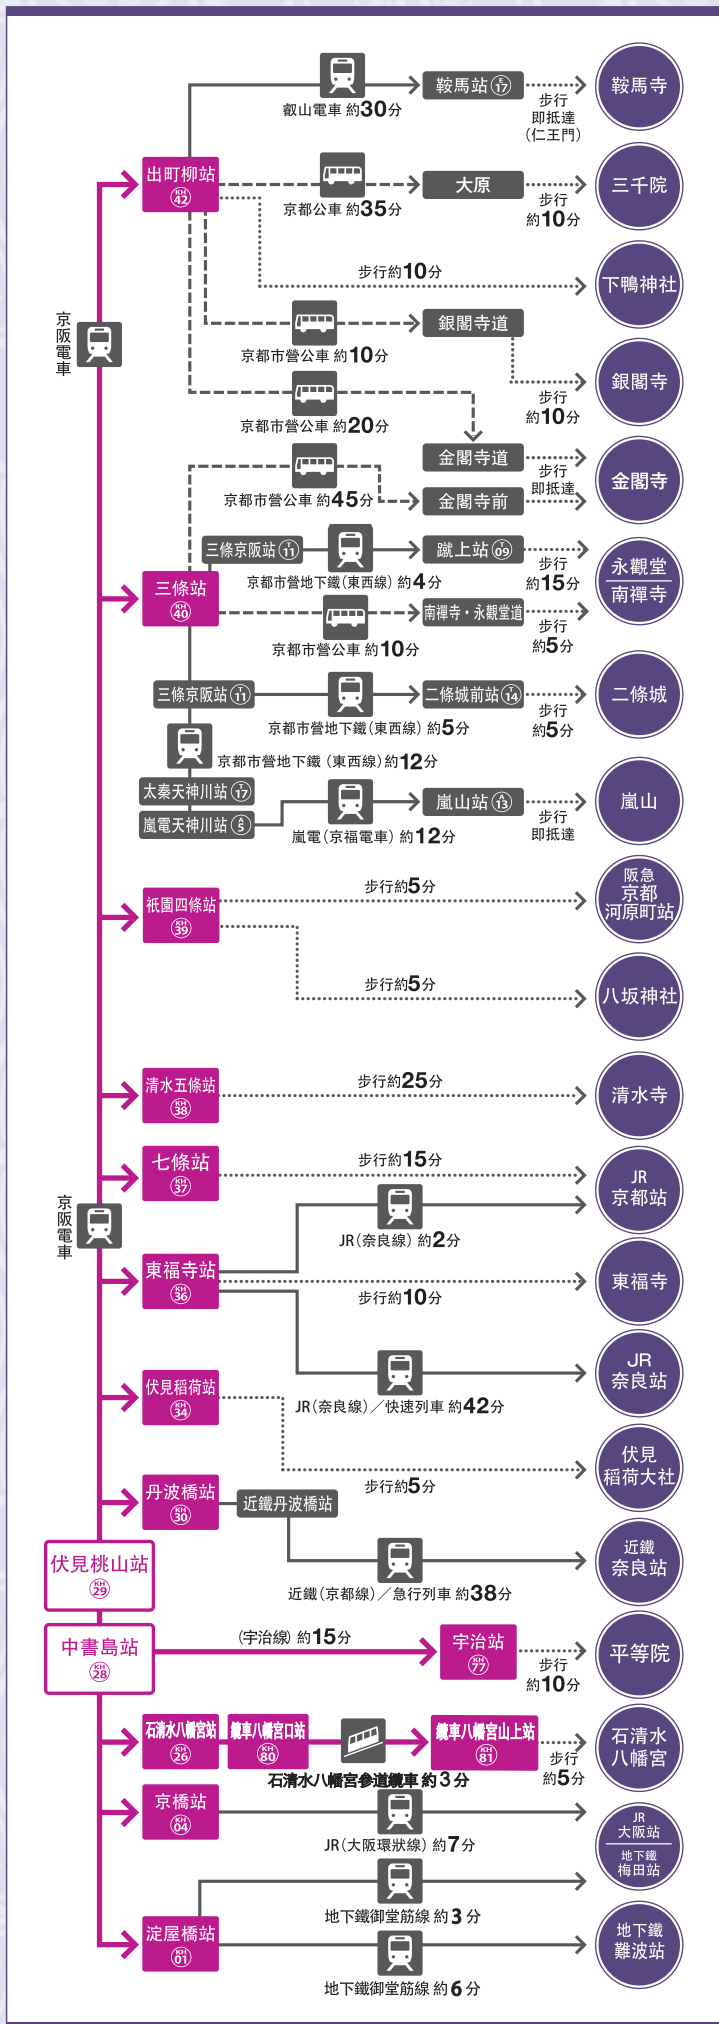 叡山電車 約30分
鞍馬站 E17
步行
即抵達
(仁王門)
鞍馬寺
出町柳站
KH
42
京都公車 約35分
大原
步行
約10分
三千院
步行約10分
下鴨神社
京阪電車
京都市營公車 約10分
銀閣寺道
步行
約10分
銀閣寺
京都市營公車 約20分
金閣寺道
步行
即抵達
金閣寺
京都市營公車 約45分
金閣寺前
三條站
KH
40
三條京阪站 T11
京都市營地下鐵(東西線) 約4分
蹴上站 T09
步行
約15分
永觀堂
南禪寺
京都市營公車 約10分
南禪寺・永觀堂道
步行
約5分
三條京阪站 T11
京都市營地下鐵(東西線) 約5分
二條城前站 T14
步行
約5分
二條城
京都市營地下鐵 (東西線) 約12分
太秦天神川站 T17
嵐電天神川站 A5
嵐電(京福電車) 約12分
嵐山站 A13
步行
即抵達
嵐山
祇園四條站
KH
39
步行約5分
阪急
京都
河原町站
步行約5分
八坂神社
清水五條站
KH
38
步行約25分
清水寺
七條站
KH
37
步行約15分
JR
京都站
京阪電車
東福寺站
KH
36
JR(奈良線) 約2分
步行約10分
東福寺
JR(奈良線)／快速列車 約42分
JR
奈良站
伏見稻荷站
KH
34
步行約5分
伏見
稻荷大社
丹波橋站
KH
30
近鐵丹波橋站
近鐵(京都線)／急行列車 約38分
近鐵
奈良站
伏見桃山站
KH
29
中書島站
KH
28
(宇治線) 約15分
宇治站
KH
77
步行
約10分
平等院
石清水八幡宮站
KH
26
纜車八幡宮口站
KH
80
石清水八幡宮參道纜車 約3分
纜車八幡宮山上站
KH
81
步行
約5分
石清水
八幡宮
京橋站
KH
04
JR(大阪環狀線) 約7分
JR
大阪站
地下鐵
梅田站
淀屋橋站
KH
01
地下鐵御堂筋線 約3分
地下鐵御堂筋線 約6分
地下鐵
難波站